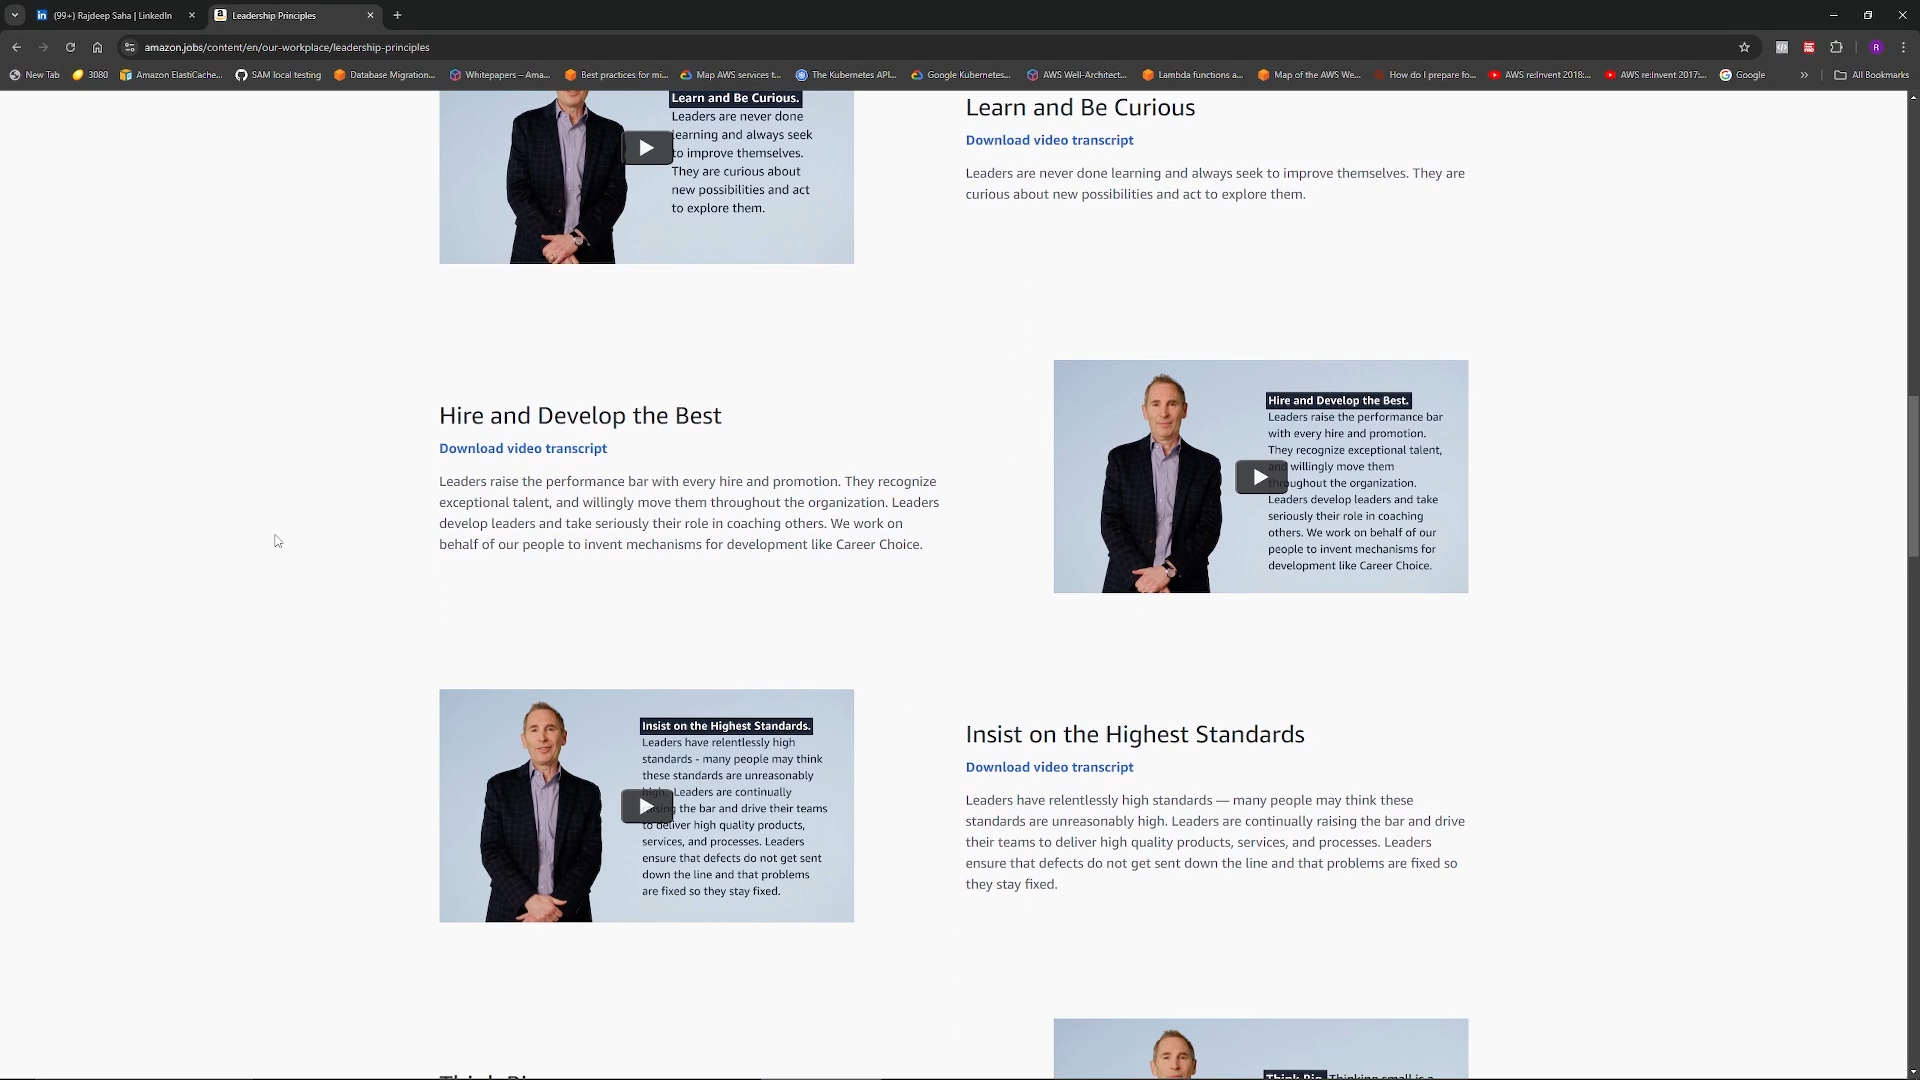 (99+) Rajdeep Saha | LinkedIn
Leadership Principles
amazon.jobs/content/en/our-workplace/leadership-principles
New Tab
3080
Amazon ElastiCache...
SAM local testing
Database Migration...
Whitepapers – Ama...
Best practices for mi...
Map AWS services t...
The Kubernetes API...
Google Kubernetes...
AWS Well-Architect...
Lambda functions a...
Map of the AWS We...
How do I prepare fo...
AWS re:Invent 2018:...
AWS re:Invent 2017:...
Google
All Bookmarks
Learn and Be Curious.
Leaders are never done
learning and always seek
to improve themselves.
They are curious about
new possibilities and act
to explore them.
Learn and Be Curious
Download video transcript
Leaders are never done learning and always seek to improve themselves. They are
curious about new possibilities and act to explore them.
Hire and Develop the Best
Download video transcript
Leaders raise the performance bar with every hire and promotion. They recognize
exceptional talent, and willingly move them throughout the organization. Leaders
develop leaders and take seriously their role in coaching others. We work on
behalf of our people to invent mechanisms for development like Career Choice.
Hire and Develop the Best.
Leaders raise the performance bar
with every hire and promotion.
They recognize exceptional talent,
and willingly move them
throughout the organization.
Leaders develop leaders and take
seriously their role in coaching
others. We work on behalf of our
people to invent mechanisms for
development like Career Choice.
Insist on the Highest Standards.
Leaders have relentlessly high
standards - many people may think
these standards are unreasonably
high. Leaders are continually
raising the bar and drive their teams
to deliver high quality products,
services, and processes. Leaders
ensure that defects do not get sent
down the line and that problems
are fixed so they stay fixed.
Insist on the Highest Standards
Download video transcript
Leaders have relentlessly high standards — many people may think these
standards are unreasonably high. Leaders are continually raising the bar and drive
their teams to deliver high quality products, services, and processes. Leaders
ensure that defects do not get sent down the line and that problems are fixed so
they stay fixed.
Think Big. Thinking small is a